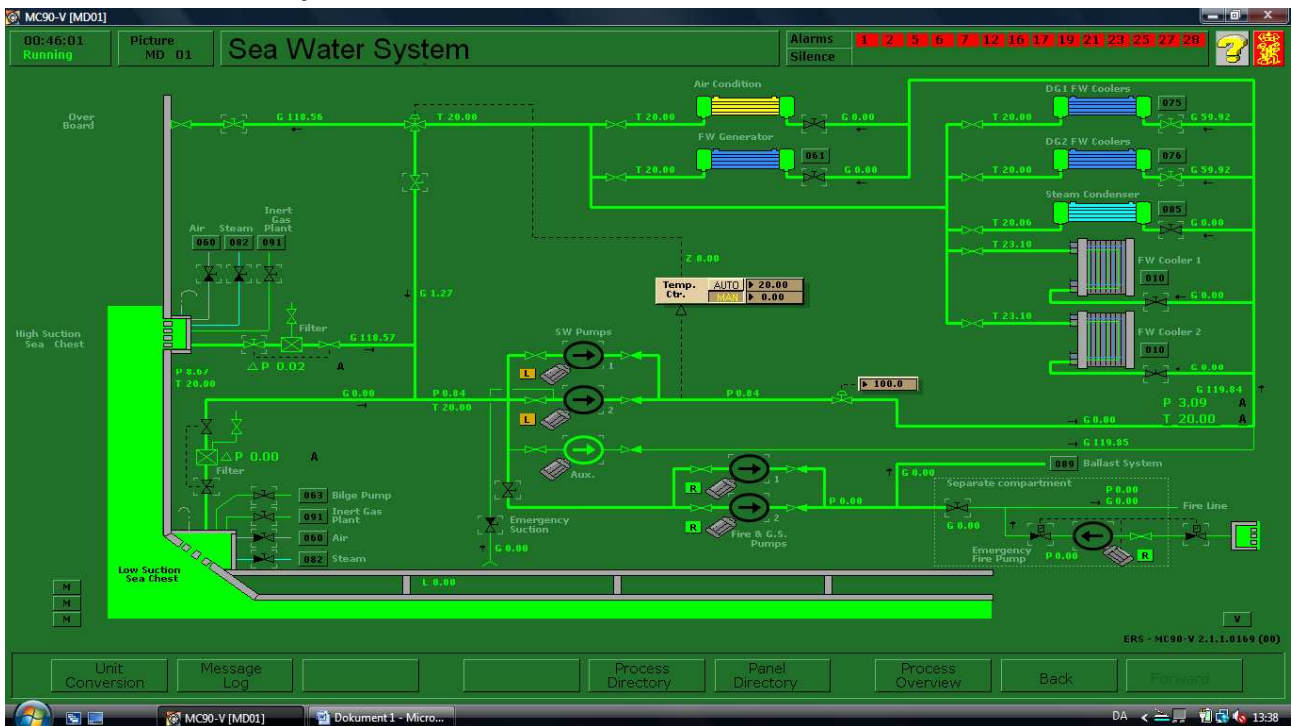 MC90-V [MD01]
00:46:01
Running
Picture
MD 01
Sea Water System
Alarms
Silence
1 2 5 6 7 12 16 17 19 21 23 25 27 28
Over
Board
G 118.56
T 20.00
Air Condition
T 20.00
G 0.00
FW Generator
061
T 20.00
G 0.00
DG1 FW Coolers
075
T 20.00
G 59.92
DG2 FW Coolers
076
T 20.00
G 59.92
Steam Condenser
085
T 20.06
G 0.00
T 23.10
FW Cooler 1
010
G 0.00
T 23.10
FW Cooler 2
010
G 0.00
G 119.84
P 3.09 A
T 20.00 A
Inert
Gas
Air Steam Plant
060 082 091
G 1.27
Z 0.00
Temp.
Ctr.
AUTO 20.00
MAN 0.00
High Suction
Sea Chest
Filter
G 118.57
△P 0.02 A
P 8.67
T 20.00
SW Pumps
L
1
G 0.00
P 0.84
T 20.00
L
2
P 0.84
100.0
G 0.00
G 119.85
Aux.
△P 0.00 A
Filter
063 Bilge Pump
091 Inert Gas
Plant
060 Air
082 Steam
Emergency
Suction
G 0.00
R
1
R
2
Fire & G.S.
Pumps
P 0.00
G 0.00
089 Ballast System
Separate compartment
P 0.00
G 0.00
Fire Line
G 0.00
Emergency
Fire Pump
P 0.00
R
Low Suction
Sea Chest
L 0.00
M
M
M
V
ERS - MC90-V 2.1.1.0169 (00)
Unit
Conversion
Message
Log
Process
Directory
Panel
Directory
Process
Overview
Back
Forward
MC90-V [MD01]
Dokument 1 - Micro...
DA
13:38